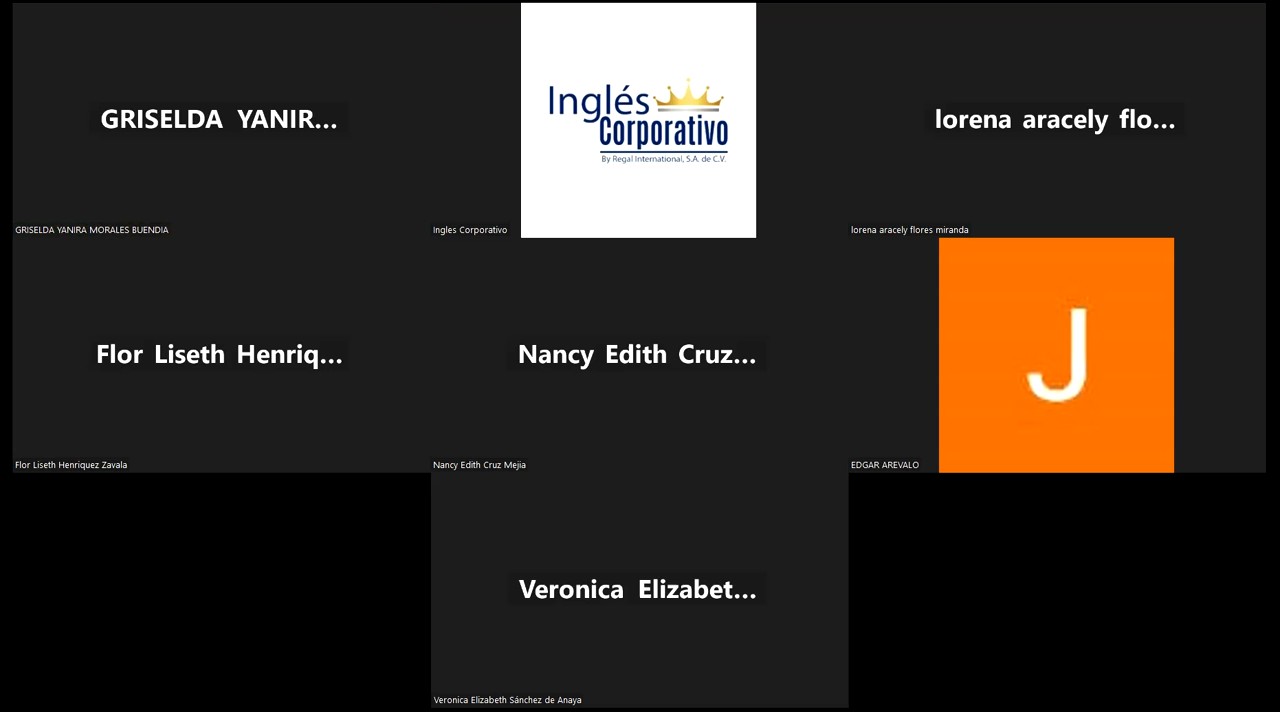 GRISELDA YANIR...
GRISELDA YANIRA MORALES BUENDIA
Inglés
Corporativo
By Regal International, S.A. de C.V.
Ingles Corporativo
lorena aracely flo...
lorena aracely flores miranda
Flor Liseth Henriq...
Flor Liseth Henriquez Zavala
Nancy Edith Cruz...
Nancy Edith Cruz Mejia
J
EDGAR AREVALO
Veronica Elizabet...
Veronica Elizabeth Sánchez de Anaya